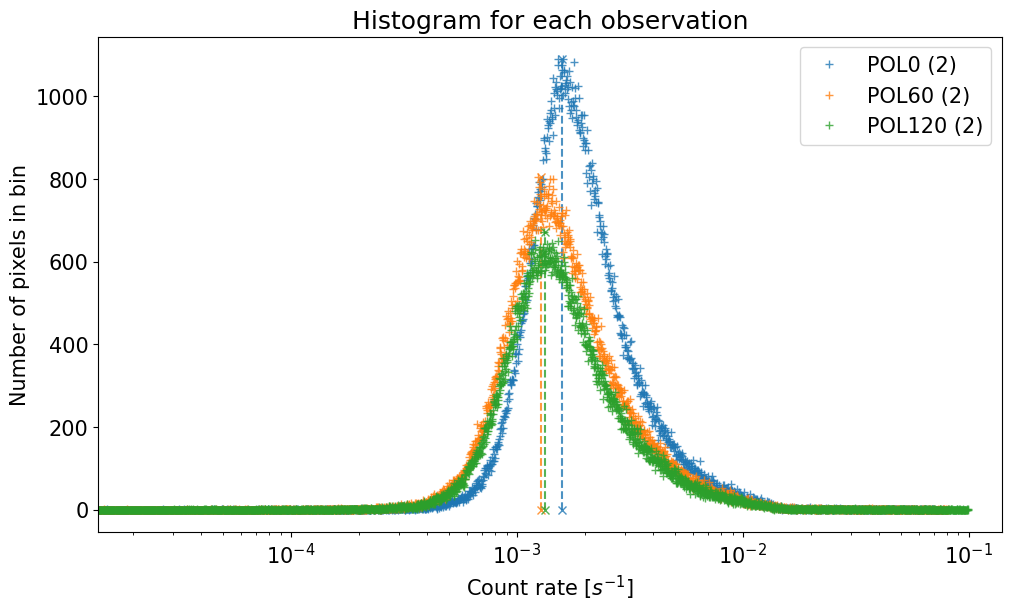 Histogram for each observation
POL0 (2)
POL60 (2)
POL120 (2)
Number of pixels in bin
1000
800
600
400
200
0
10⁻⁴
10⁻³
10⁻²
10⁻¹
Count rate [s⁻¹]